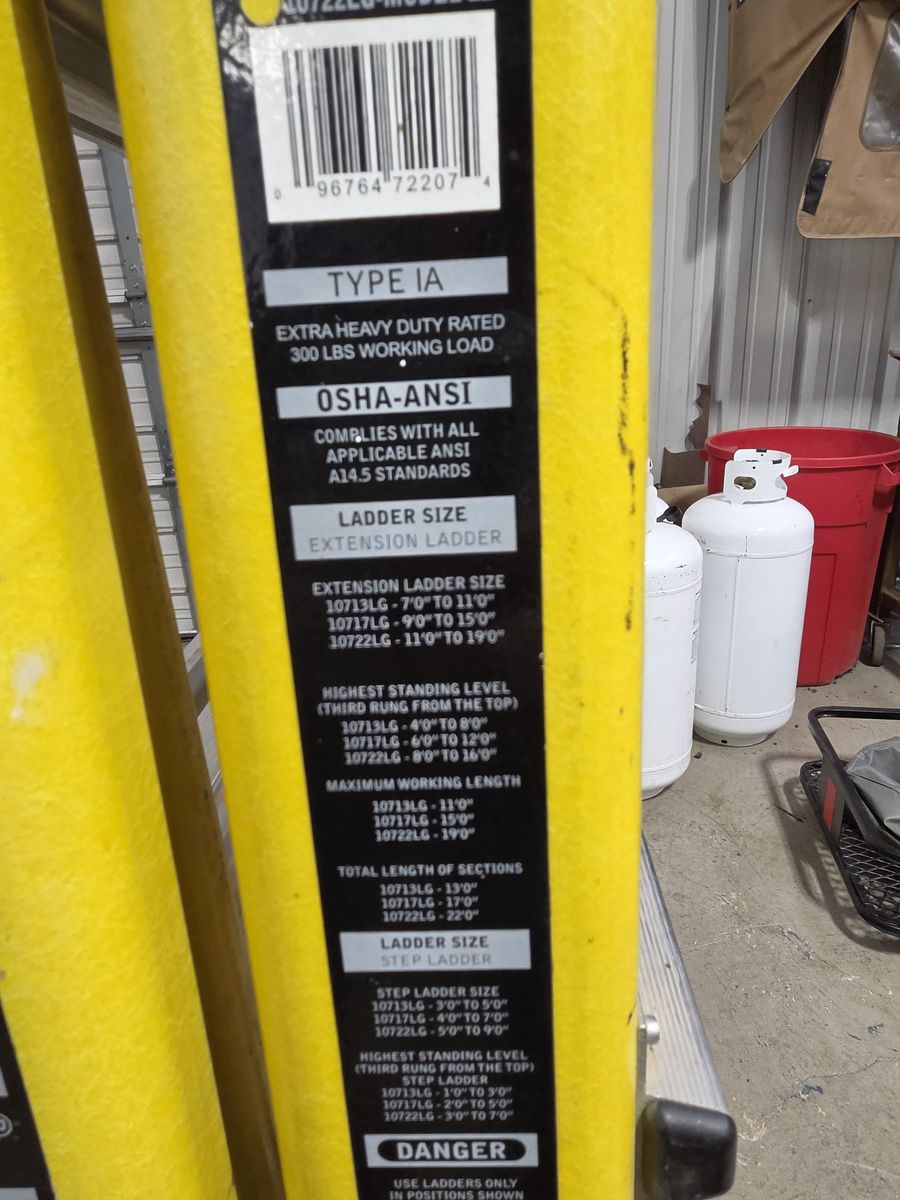 10722LG-MODEL
0 96764 72207 4
TYPE IA
EXTRA HEAVY DUTY RATED
300 LBS WORKING LOAD
OSHA-ANSI
COMPLIES WITH ALL
APPLICABLE ANSI
A14.5 STANDARDS
LADDER SIZE
EXTENSION LADDER
EXTENSION LADDER SIZE
10713LG - 7'0" TO 11'0"
10717LG - 9'0" TO 15'0"
10722LG - 11'0" TO 19'0"
HIGHEST STANDING LEVEL
(THIRD RUNG FROM THE TOP)
10713LG - 4'0" TO 8'0"
10717LG - 6'0" TO 12'0"
10722LG - 8'0" TO 16'0"
MAXIMUM WORKING LENGTH
10713LG - 11'0"
10717LG - 15'0"
10722LG - 19'0"
TOTAL LENGTH OF SECTIONS
10713LG - 13'0"
10717LG - 17'0"
10722LG - 22'0"
LADDER SIZE
STEP LADDER
STEP LADDER SIZE
10713LG - 3'0" TO 5'0"
10717LG - 4'0" TO 7'0"
10722LG - 5'0" TO 9'0"
HIGHEST STANDING LEVEL
(THIRD RUNG FROM THE TOP)
STEP LADDER
10713LG - 1'0" TO 3'0"
10717LG - 2'0" TO 5'0"
10722LG - 3'0" TO 7'0"
DANGER
USE LADDERS ONLY
IN POSITIONS SHOWN